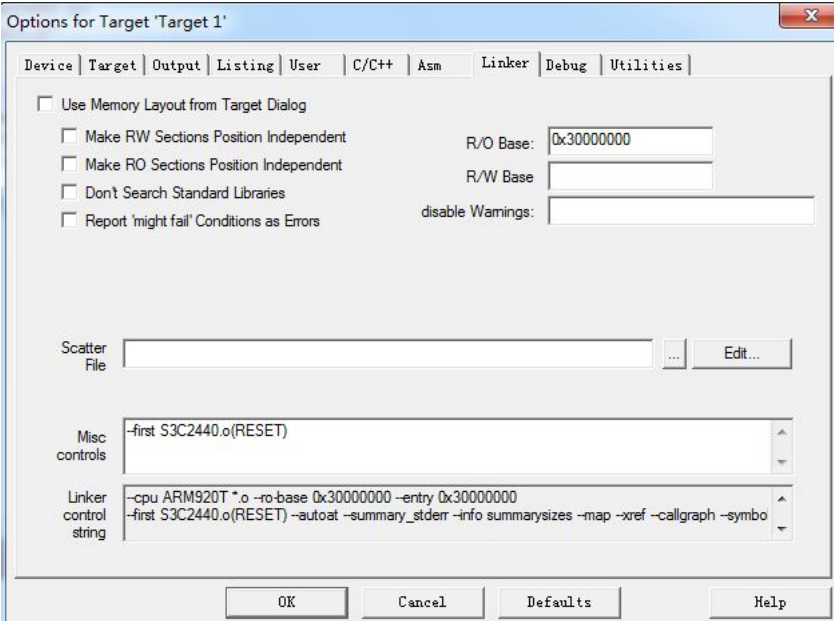 Options for Target 'Target 1'
Device Target Output Listing User C/C++ Asm Linker Debug Utilities
Use Memory Layout from Target Dialog
Make RW Sections Position Independent
Make RO Sections Position Independent
Don't Search Standard Libraries
Report 'might fail' Conditions as Errors
R/O Base: 0x30000000
R/W Base
disable Warnings:
Scatter
File
...
Edit...
Misc
controls
--first S3C2440.o(RESET)
Linker
control
string
--cpu ARM920T *.o --ro-base 0x30000000 --entry 0x30000000
--first S3C2440.o(RESET) --autoat --summary_stderr --info summarysizes --map --xref --callgraph --symbol
OK Cancel Defaults Help